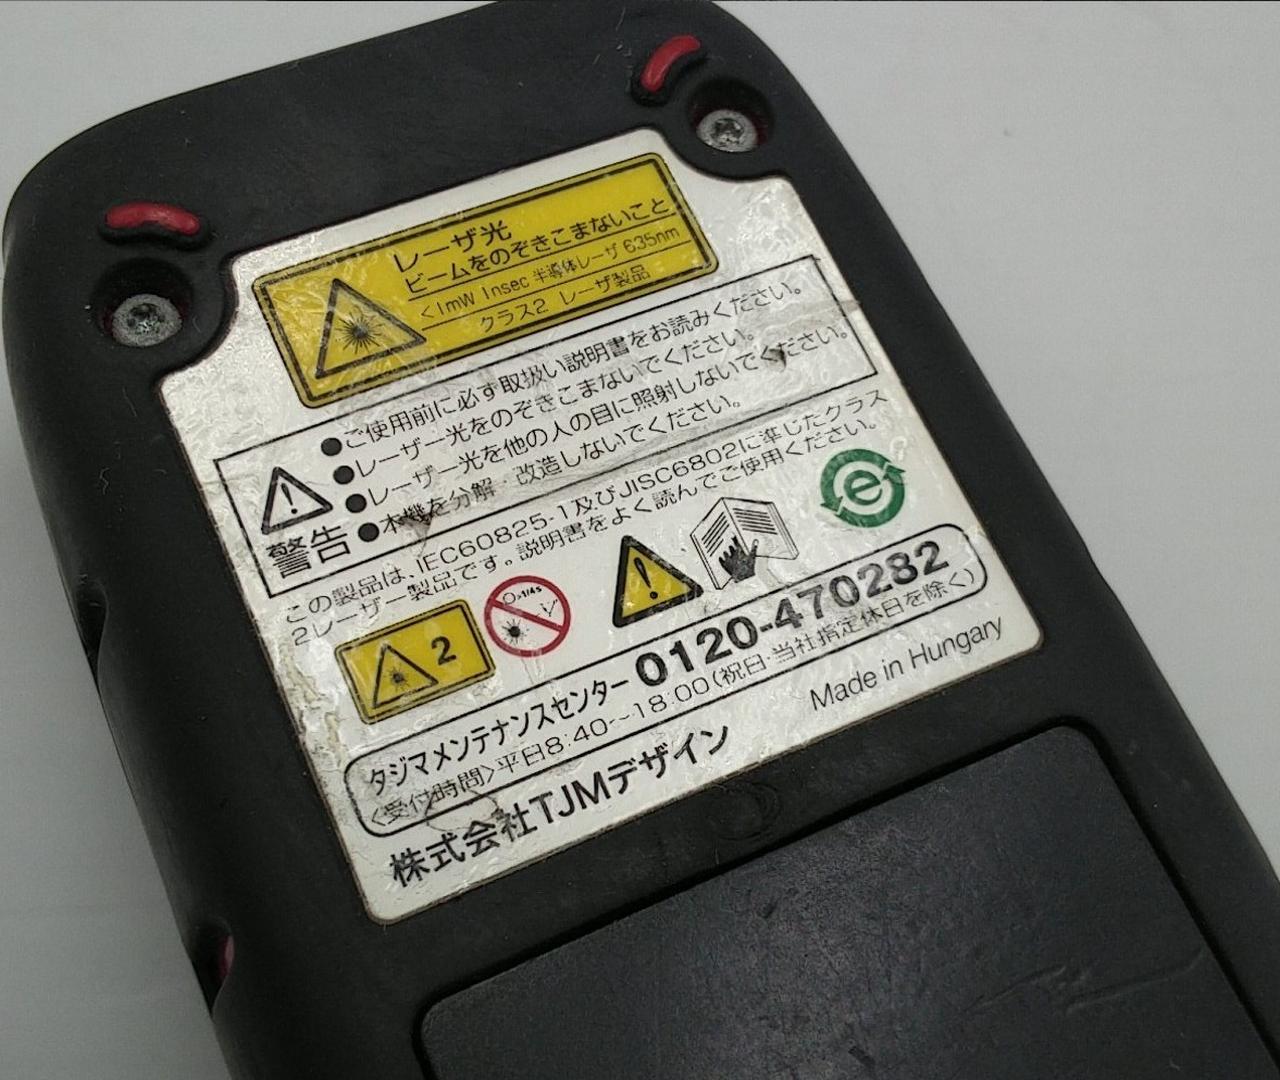 レーザ光
ビームをのぞきこまないこと
<1mW 1nsec 半導体レーザ 635nm
クラス2 レーザ製品
●ご使用前に必ず取扱い説明書をお読みください。
●レーザー光をのぞきこまないでください。
●レーザー光を他の人の目に照射しないでください。
●本機を分解・改造しないでください。
警告
この製品は、IEC60825-1及びJISC6802に準じたクラス
2レーザー製品です。説明書をよく読んでご使用ください。
2
タジマメンテナンスセンター 0120-470282
<受付時間>平日8:40~18:00(祝日・当社指定休日を除く)
株式会社TJMデザイン
Made in Hungary